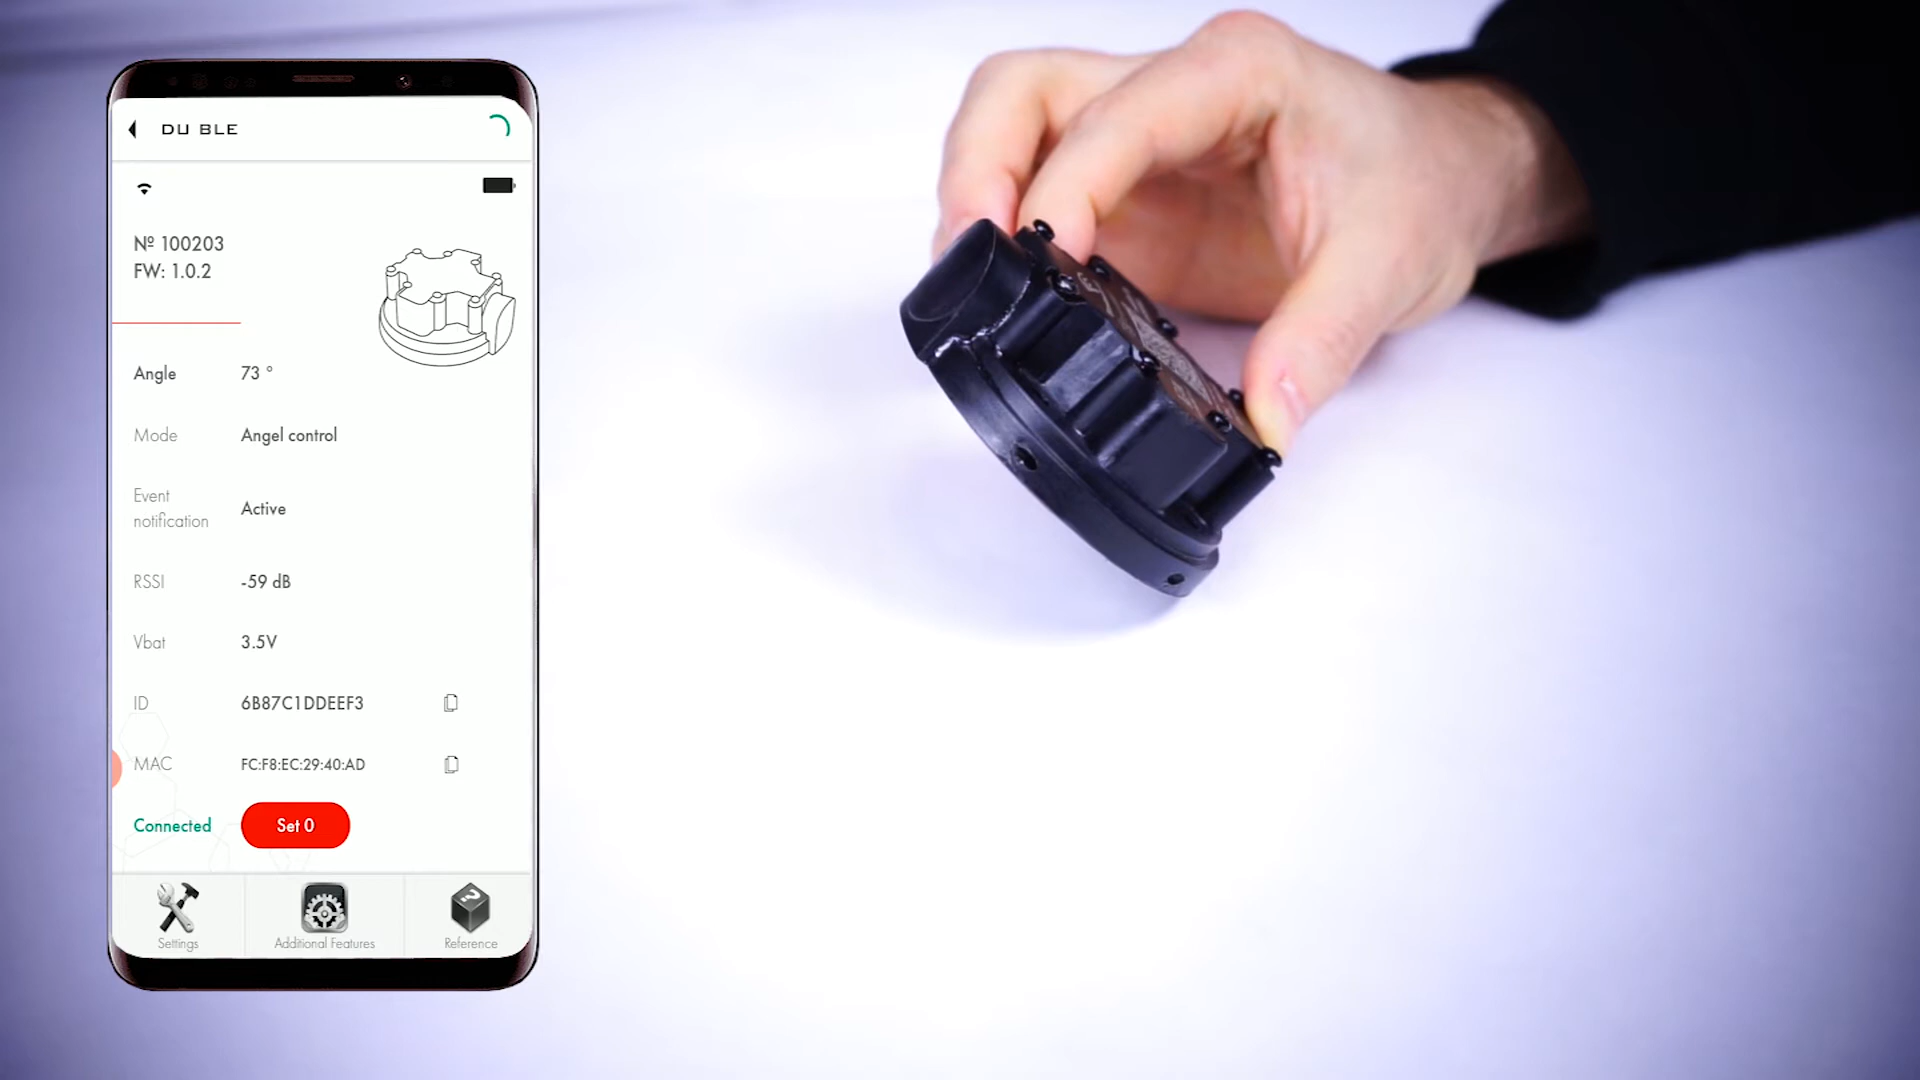 DU BLE
№ 100203
FW: 1.0.2
Angle 73 °
Mode Angel control
Event
notification Active
RSSI -59 dB
Vbat 3.5V
ID 6B87C1DDEEF3
MAC FC:F8:EC:29:40:AD
Connected Set 0
Settings Additional Features Reference